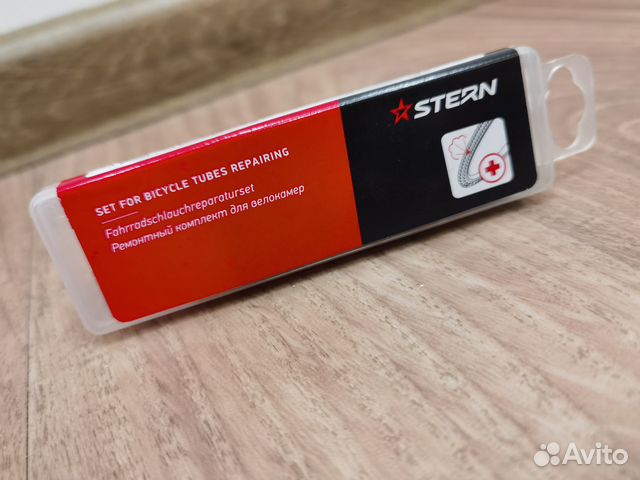 STERN
SET FOR BICYCLE TUBES REPAIRING
Fahrradschlauchreparaturset
Ремонтный комплект для велокамер
Avito